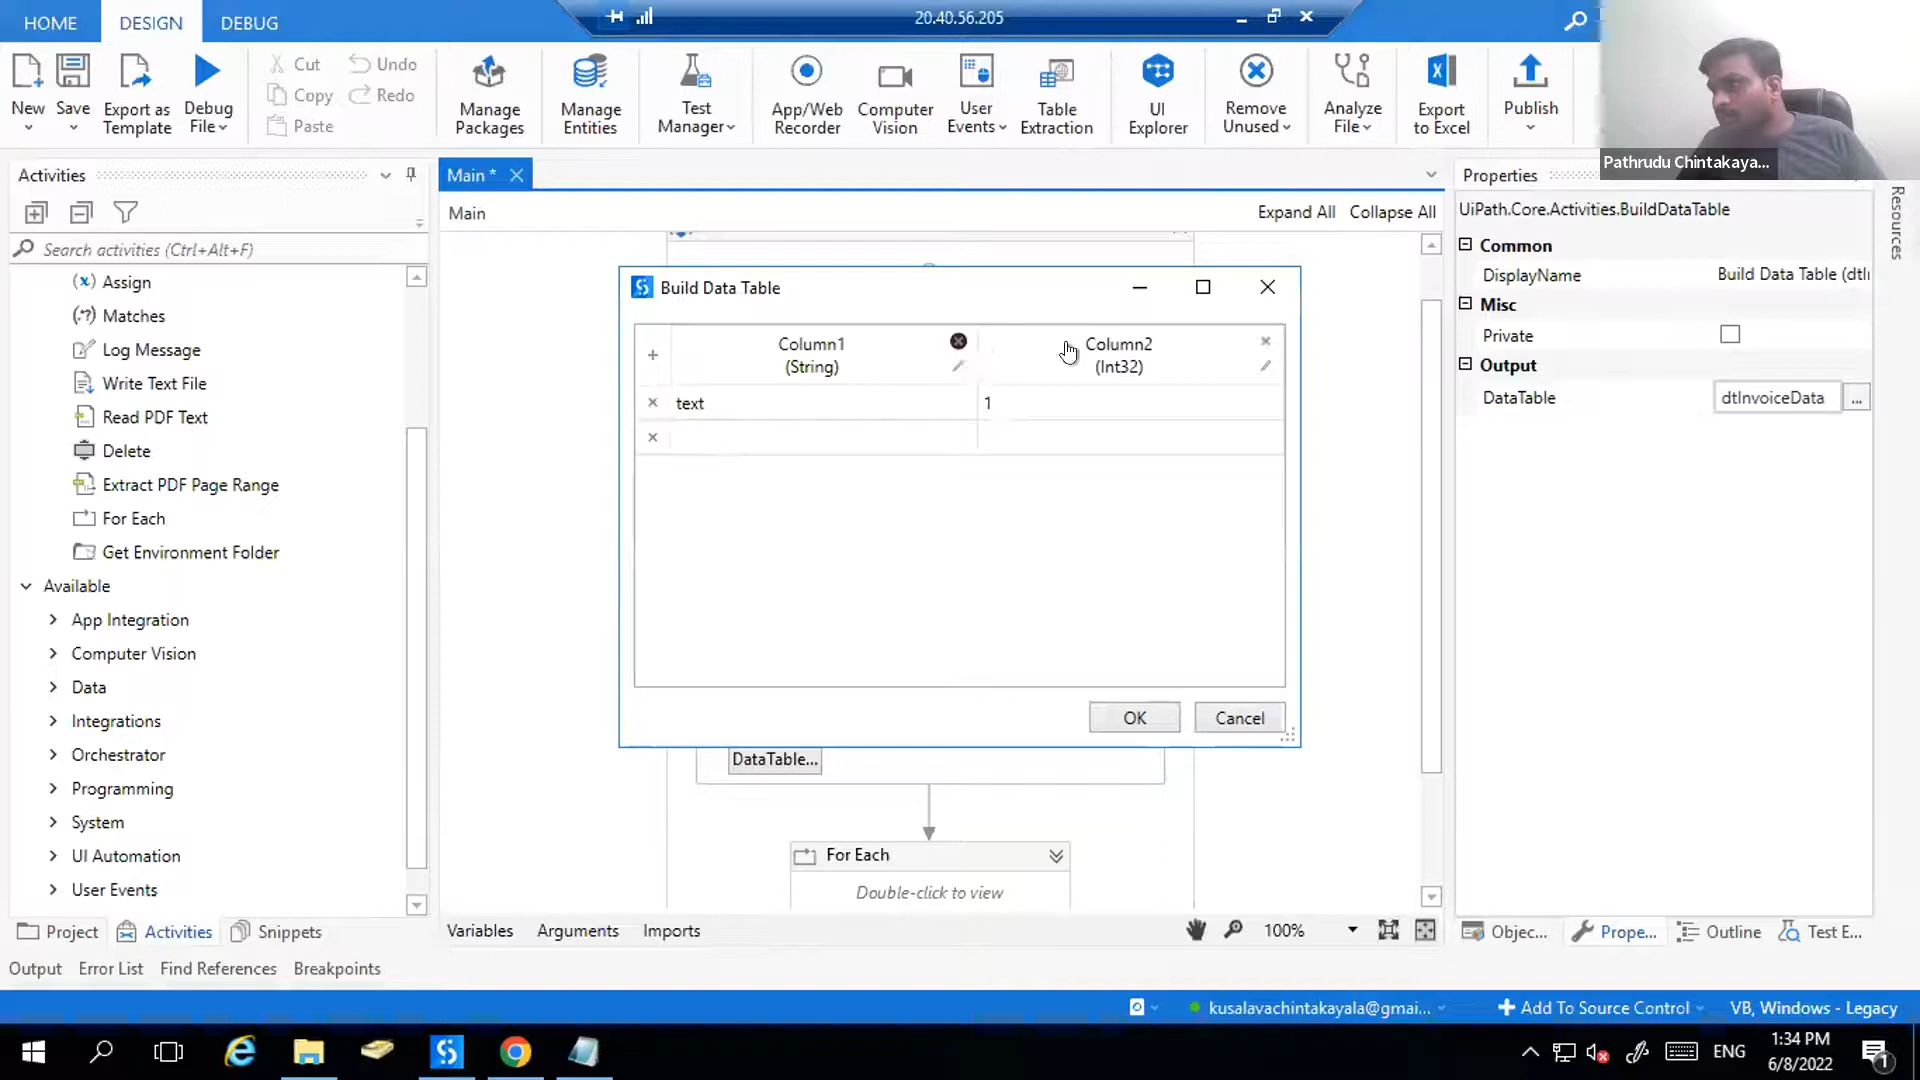 HOME DESIGN DEBUG
20.40.56.205
New
Save
Export as Template
Debug File
Cut
Copy
Paste
Undo
Redo
Manage Packages
Manage Entities
Test Manager
App/Web Recorder
Computer Vision
User Events
Table Extraction
UI Explorer
Remove Unused
Analyze File
Export to Excel
Publish
Pathrudu Chintakaya...
Activities
Search activities (Ctrl+Alt+F)
Assign
Matches
Log Message
Write Text File
Read PDF Text
Delete
Extract PDF Page Range
For Each
Get Environment Folder
Available
App Integration
Computer Vision
Data
Integrations
Orchestrator
Programming
System
UI Automation
User Events
Project Activities Snippets
Main *
Main
Expand All Collapse All
Build Data Table
Column1 (String)
Column2 (Int32)
text 1
OK Cancel
DataTable...
For Each
Double-click to view
Variables Arguments Imports
100%
Properties
UiPath.Core.Activities.BuildDataTable
Common
DisplayName Build Data Table (dtI
Misc
Private
Output
DataTable dtInvoiceData ...
Resources
Objec... Prope... Outline Test E...
Output Error List Find References Breakpoints
kusalavachintakayala@gmai...
Add To Source Control
VB, Windows - Legacy
ENG
1:34 PM
6/8/2022
1